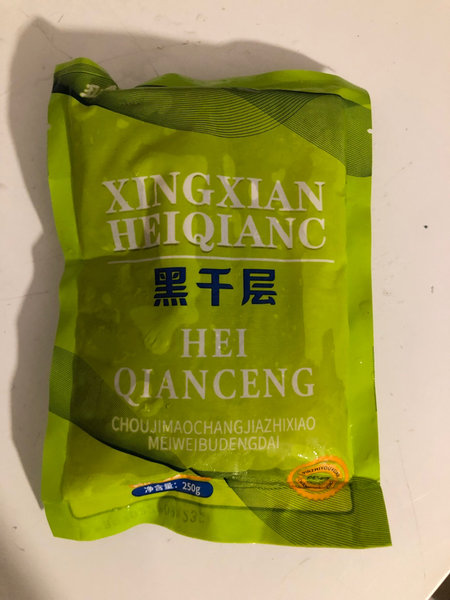 XINGXIAN
HEIQIANC
黑千层
HEI
QIANCENG
CHOUJIMAOCHANGJIAZHIXIAO
MEIWEIBUDENGDAI
净含量：250g